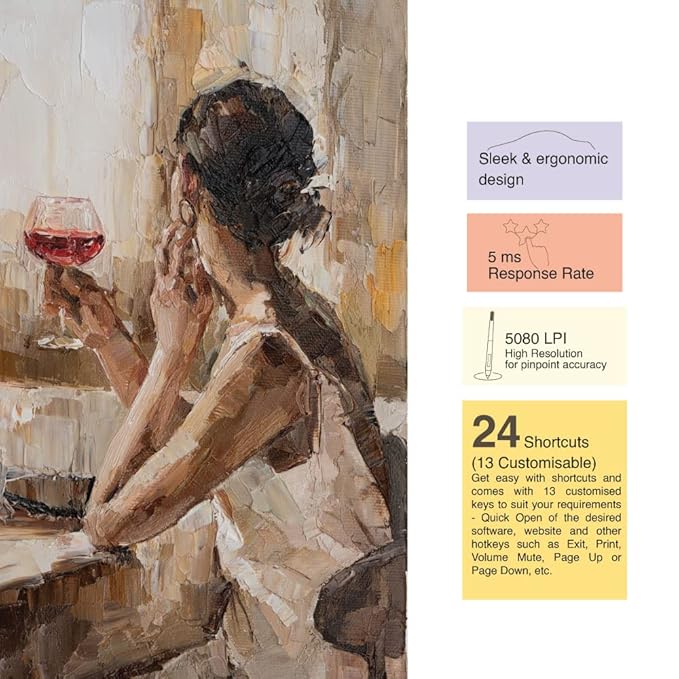 Sleek & ergonomic
design
5 ms
Response Rate
5080 LPI
High Resolution
for pinpoint accuracy
24 Shortcuts
(13 Customisable)
Get easy with shortcuts and
comes with 13 customised
keys to suit your requirements
- Quick Open of the desired
software, website and other
hotkeys such as Exit, Print,
Volume Mute, Page Up or
Page Down, etc.